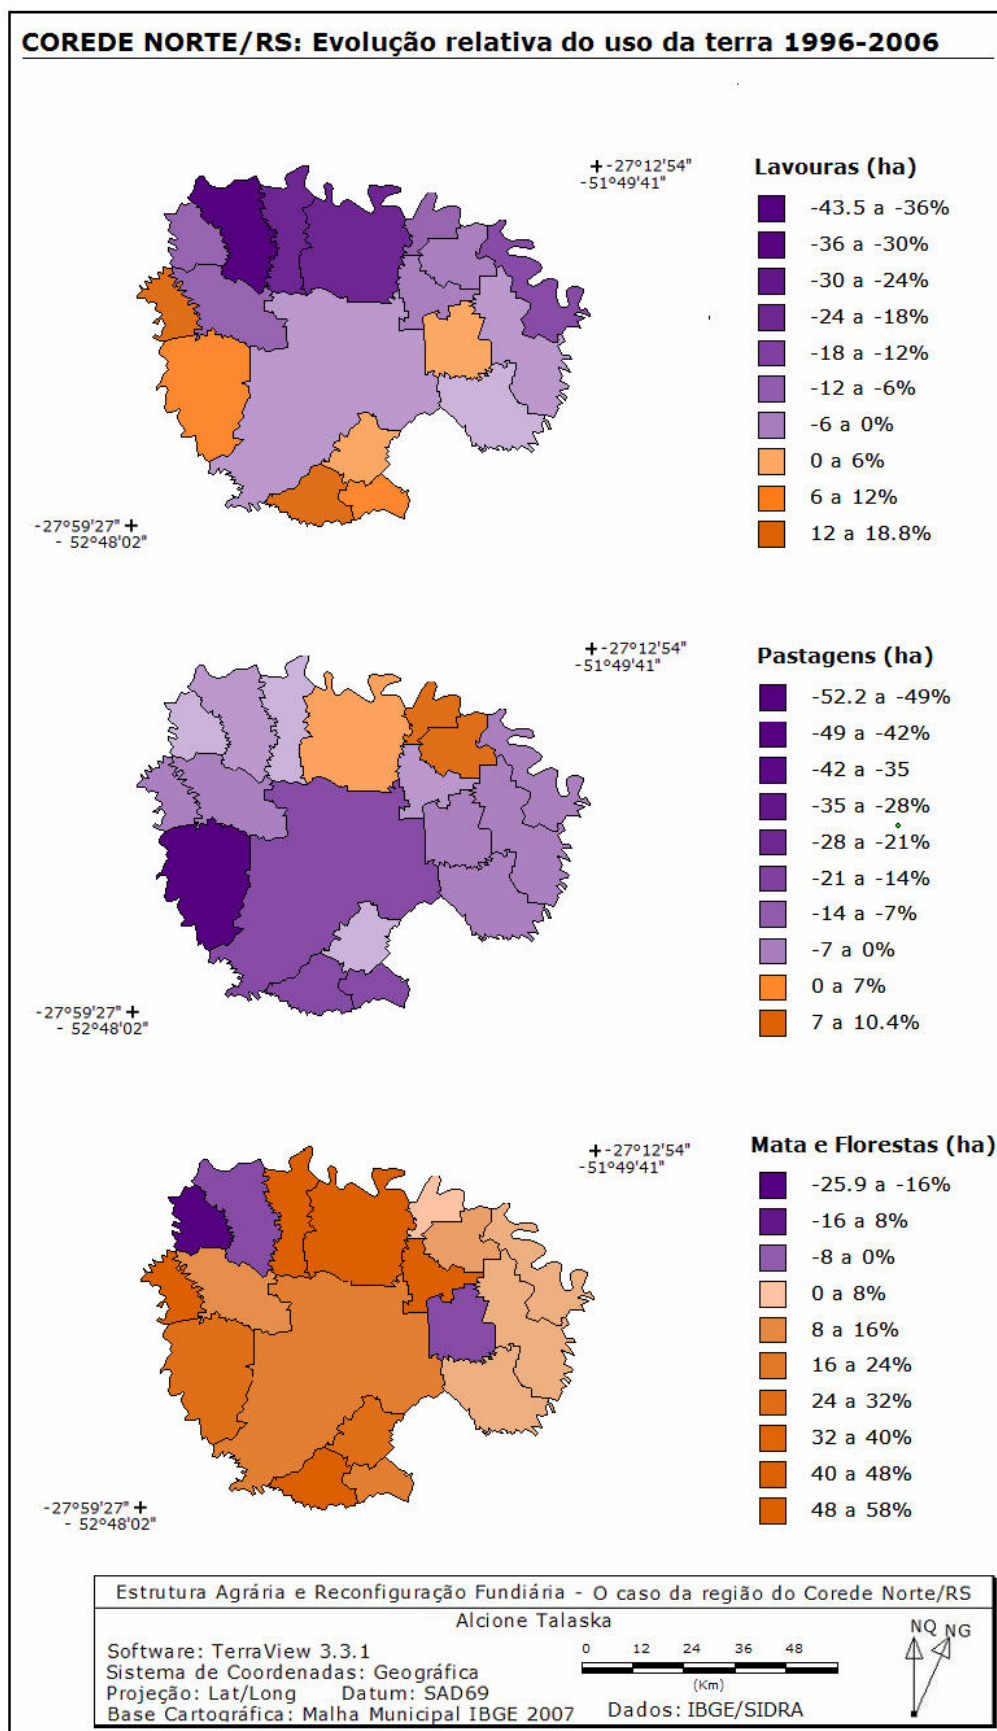 COREDE NORTE/RS: Evolução relativa do uso da terra 1996-2006
-27°12'54"
-51°49'41"
Lavouras (ha)
-43.5 a -36%
-36 a -30%
-30 a -24%
-24 a -18%
-18 a -12%
-12 a -6%
-6 a 0%
0 a 6%
6 a 12%
12 a 18.8%
-27°59'27"
- 52°48'02"
-27°12'54"
-51°49'41"
Pastagens (ha)
-52.2 a -49%
-49 a -42%
-42 a -35
-35 a -28%
-28 a -21%
-21 a -14%
-14 a -7%
-7 a 0%
0 a 7%
7 a 10.4%
-27°59'27"
- 52°48'02"
-27°12'54"
-51°49'41"
Mata e Florestas (ha)
-25.9 a -16%
-16 a 8%
-8 a 0%
0 a 8%
8 a 16%
16 a 24%
24 a 32%
32 a 40%
40 a 48%
48 a 58%
-27°59'27"
- 52°48'02"
Estrutura Agrária e Reconfiguração Fundiária - O caso da região do Corede Norte/RS
Alcione Talaska
NQ NG
Software: TerraView 3.3.1
0 12 24 36 48
Sistema de Coordenadas: Geográfica
(Km)
Projeção: Lat/Long Datum: SAD69
Base Cartográfica: Malha Municipal IBGE 2007 Dados: IBGE/SIDRA